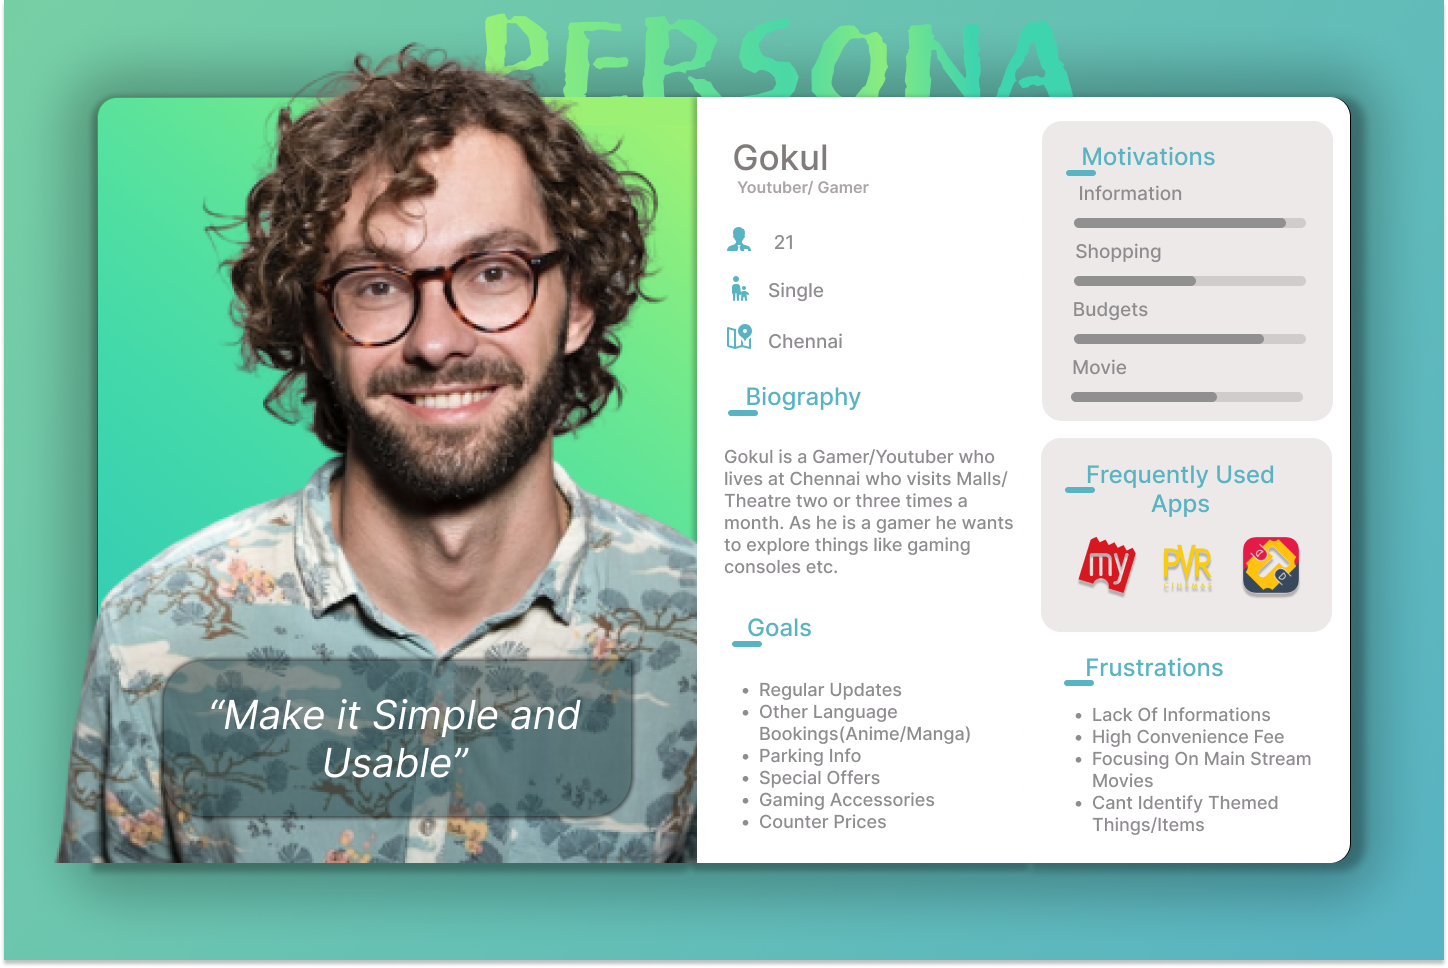 PERSONA
Gokul
Youtuber/ Gamer
21
Single
Chennai
Biography
Gokul is a Gamer/Youtuber who
lives at Chennai who visits Malls/
Theatre two or three times a
month. As he is a gamer he wants
to explore things like gaming
consoles etc.
Goals
• Regular Updates
• Other Language
Bookings(Anime/Manga)
• Parking Info
• Special Offers
• Gaming Accessories
• Counter Prices
“Make it Simple and
Usable”
Motivations
Information
Shopping
Budgets
Movie
Frequently Used
Apps
my
PVR
CINEMAS
Frustrations
• Lack Of Informations
• High Convenience Fee
• Focusing On Main Stream
Movies
• Cant Identify Themed
Things/Items